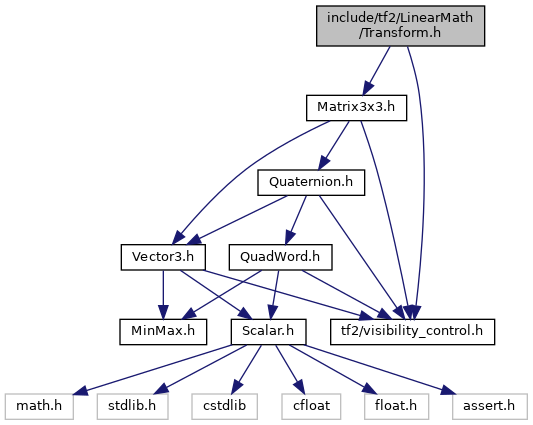 include/tf2/LinearMath
/Transform.h
Matrix3x3.h
Quaternion.h
Vector3.h
QuadWord.h
MinMax.h
Scalar.h
tf2/visibility_control.h
math.h
stdlib.h
cstdlib
cfloat
float.h
assert.h